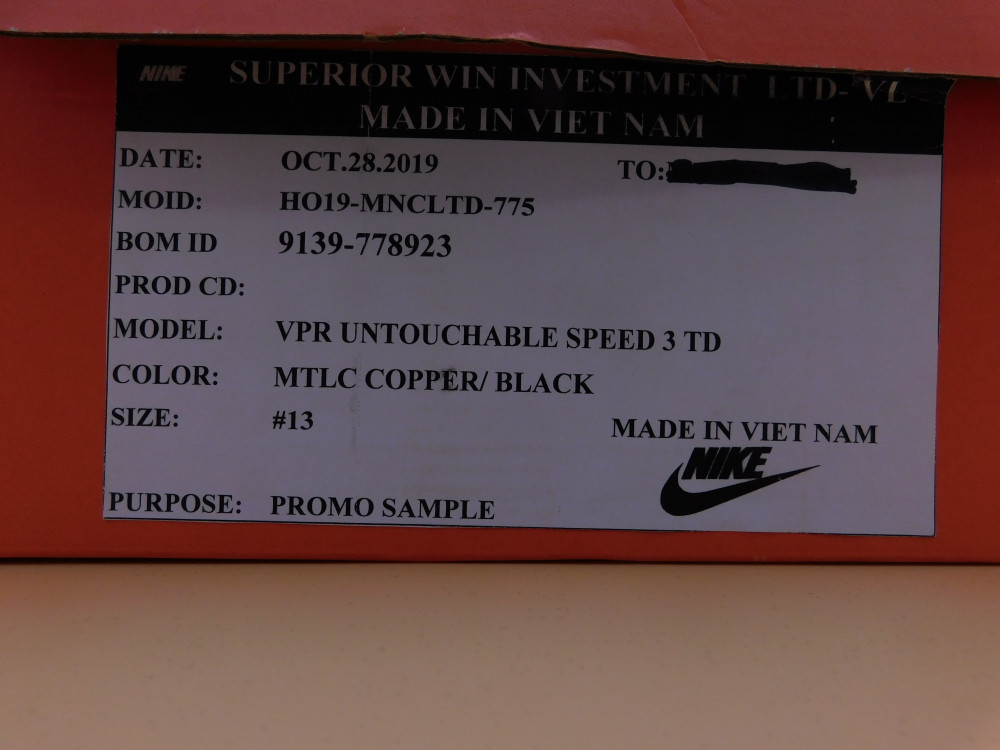 NIKE SUPERIOR WIN INVESTMENT LTD- VL
MADE IN VIET NAM
DATE: OCT.28.2019 TO:
MOID: HO19-MNCLTD-775
BOM ID 9139-778923
PROD CD:
MODEL: VPR UNTOUCHABLE SPEED 3 TD
COLOR: MTLC COPPER/ BLACK
SIZE: #13
MADE IN VIET NAM
NIKE
PURPOSE: PROMO SAMPLE